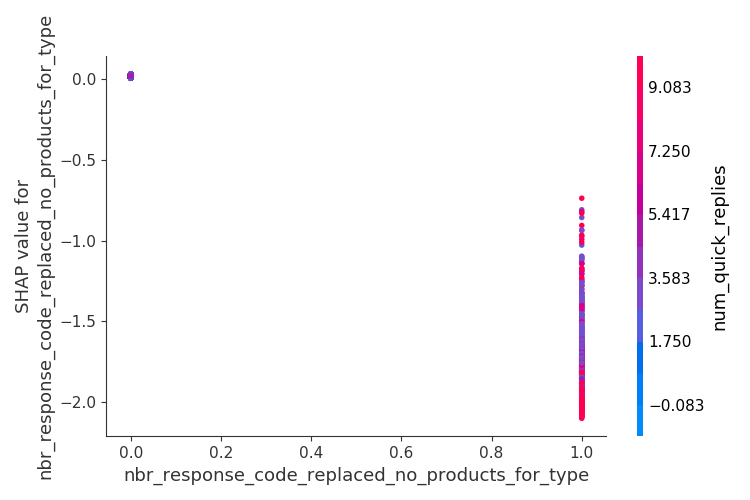 SHAP value for
nbr_response_code_replaced_no_products_for_type
0.0
−0.5
−1.0
−1.5
−2.0
0.0 0.2 0.4 0.6 0.8 1.0
nbr_response_code_replaced_no_products_for_type
9.083
7.250
5.417
3.583
1.750
−0.083
num_quick_replies